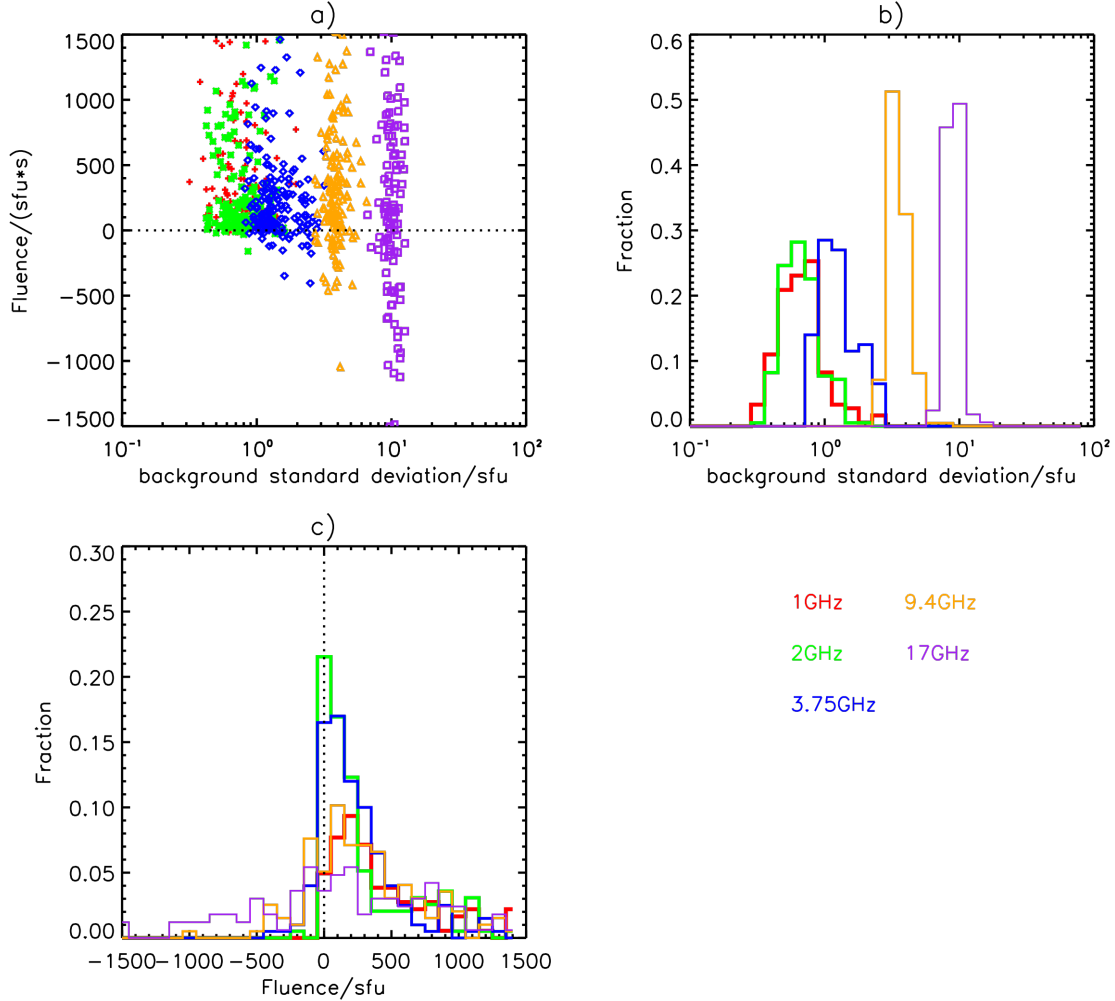 a)
1500
1000
500
0
−500
−1000
−1500
Fluence/(sfu*s)
10⁻¹ 10⁰ 10¹ 10²
background standard deviation/sfu
b)
0.6
0.5
0.4
0.3
0.2
0.1
0.0
Fraction
10⁻¹ 10⁰ 10¹ 10²
background standard deviation/sfu
c)
0.30
0.25
0.20
0.15
0.10
0.05
0.00
Fraction
−1500 −1000 −500 0 500 1000 1500
Fluence/sfu
1GHz 9.4GHz
2GHz 17GHz
3.75GHz